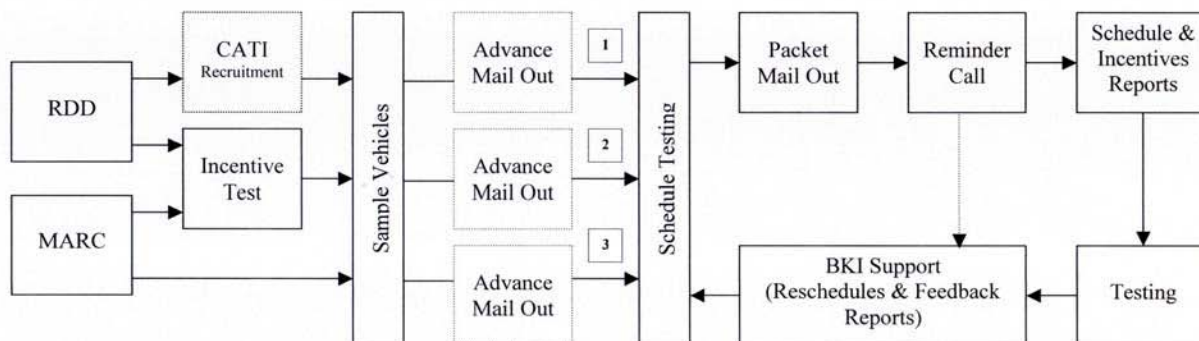 RDD
MARC
CATI
Recruitment
Incentive
Test
Sample Vehicles
Advance
Mail Out
1
Advance
Mail Out
2
Advance
Mail Out
3
Schedule Testing
Packet
Mail Out
Reminder
Call
Schedule &
Incentives
Reports
BKI Support
(Reschedules & Feedback
Reports)
Testing